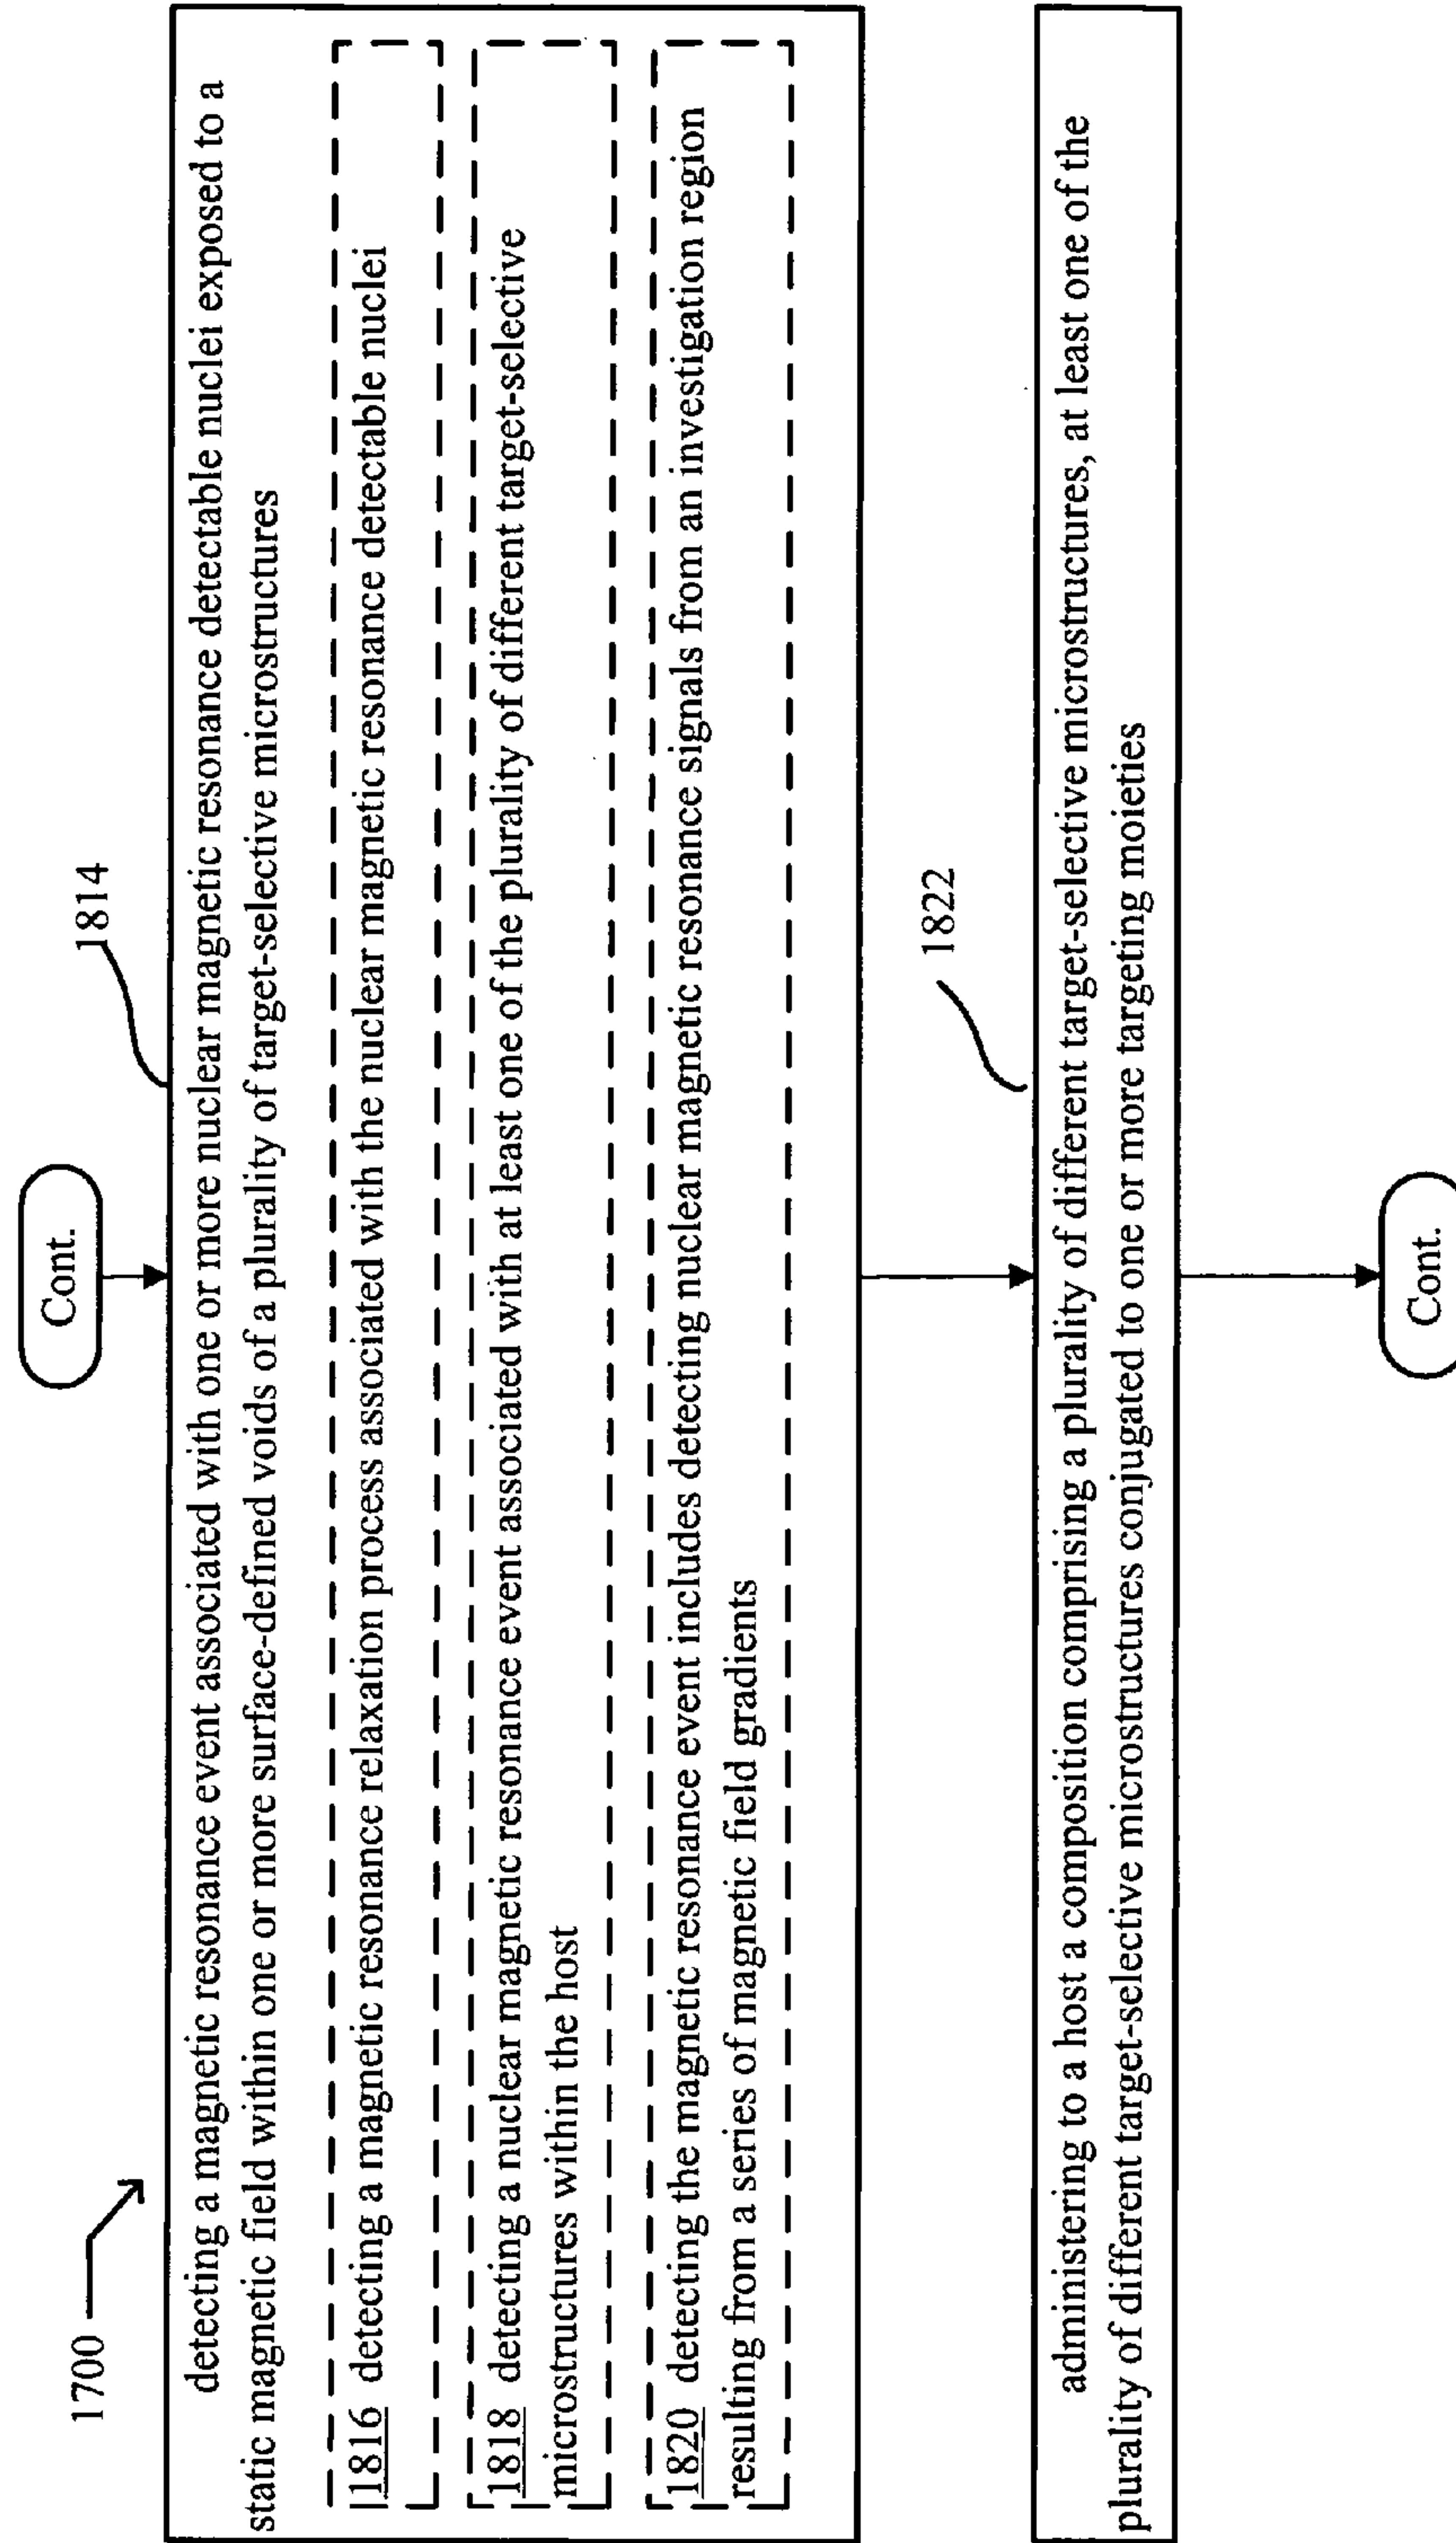 1700
Cont.
1814
detecting a magnetic resonance event associated with one or more nuclear magnetic resonance detectable nuclei exposed to a
static magnetic field within one or more surface-defined voids of a plurality of target-selective microstructures
1816 detecting a magnetic resonance relaxation process associated with the nuclear magnetic resonance detectable nuclei
1818 detecting a nuclear magnetic resonance event associated with at least one of the plurality of different target-selective
microstructures within the host
1820 detecting the magnetic resonance event includes detecting nuclear magnetic resonance signals from an investigation region
resulting from a series of magnetic field gradients
1822
administering to a host a composition comprising a plurality of different target-selective microstructures, at least one of the
plurality of different target-selective microstructures conjugated to one or more targeting moieties
Cont.